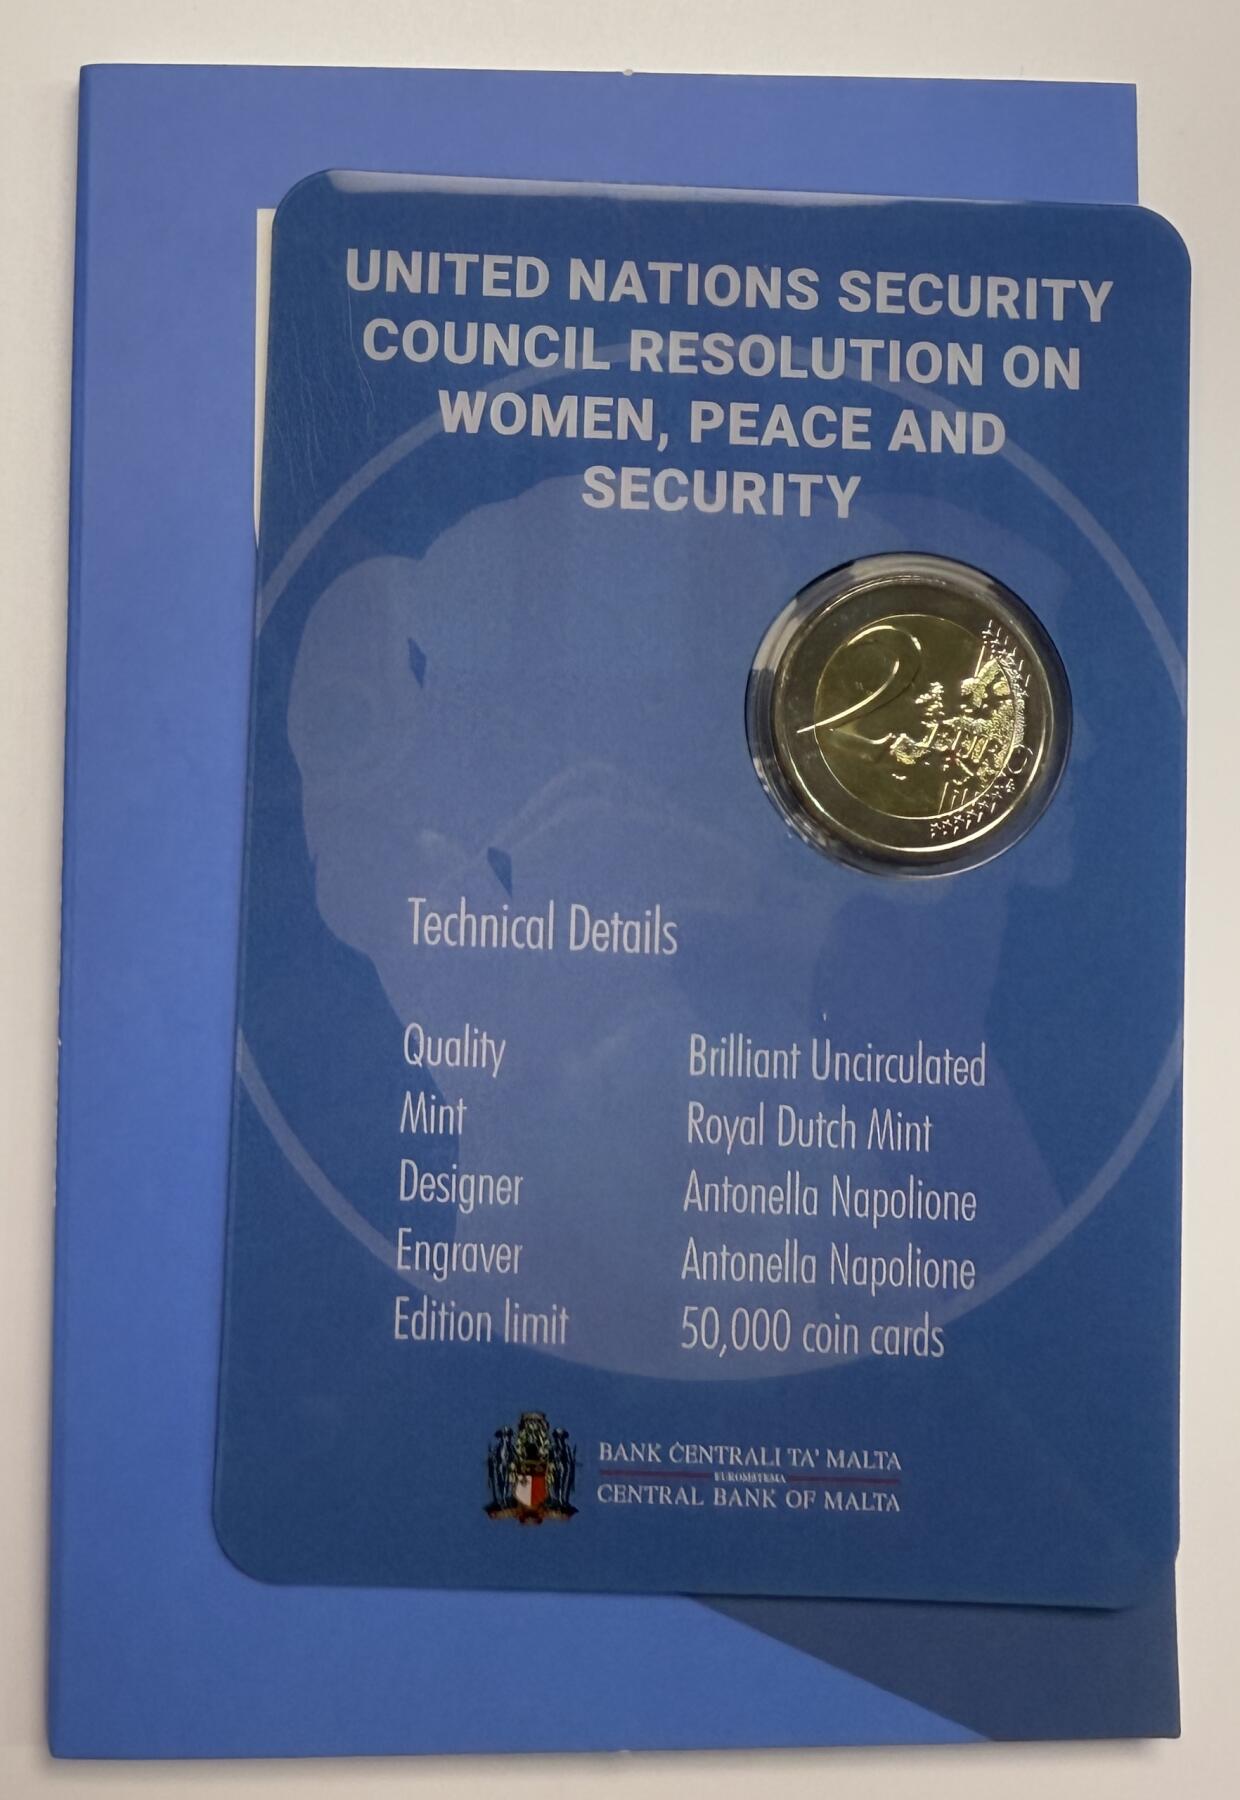 UNITED NATIONS SECURITY
COUNCIL RESOLUTION ON
WOMEN, PEACE AND
SECURITY
2
EURO
Technical Details
Quality Brilliant Uncirculated
Mint Royal Dutch Mint
Designer Antonella Napolione
Engraver Antonella Napolione
Edition limit 50,000 coin cards
BANK ĊENTRALI TA' MALTA
EUROSISTEMA
CENTRAL BANK OF MALTA